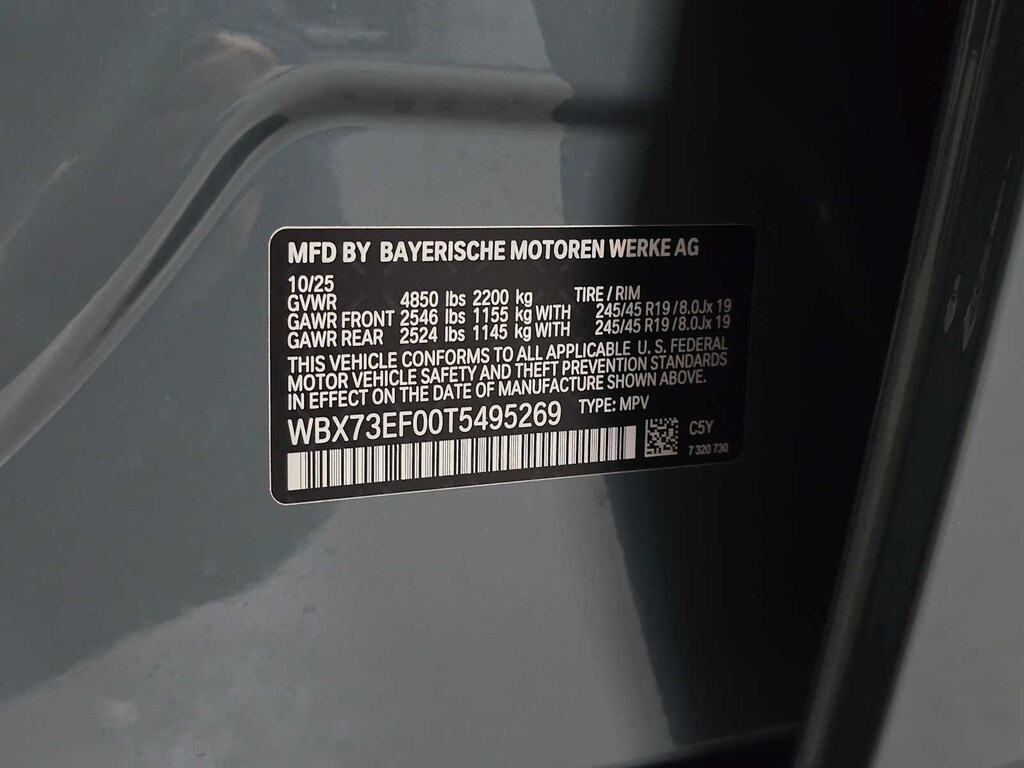 MFD BY BAYERISCHE MOTOREN WERKE AG
10/25
GVWR 4850 lbs 2200 kg TIRE / RIM
GAWR FRONT 2546 lbs 1155 kg WITH 245/45 R19 / 8.0Jx 19
GAWR REAR 2524 lbs 1145 kg WITH 245/45 R19 / 8.0Jx 19
THIS VEHICLE CONFORMS TO ALL APPLICABLE U. S. FEDERAL
MOTOR VEHICLE SAFETY AND THEFT PREVENTION STANDARDS
IN EFFECT ON THE DATE OF MANUFACTURE SHOWN ABOVE.
WBX73EF00T5495269 TYPE: MPV
C5Y
7 320 730